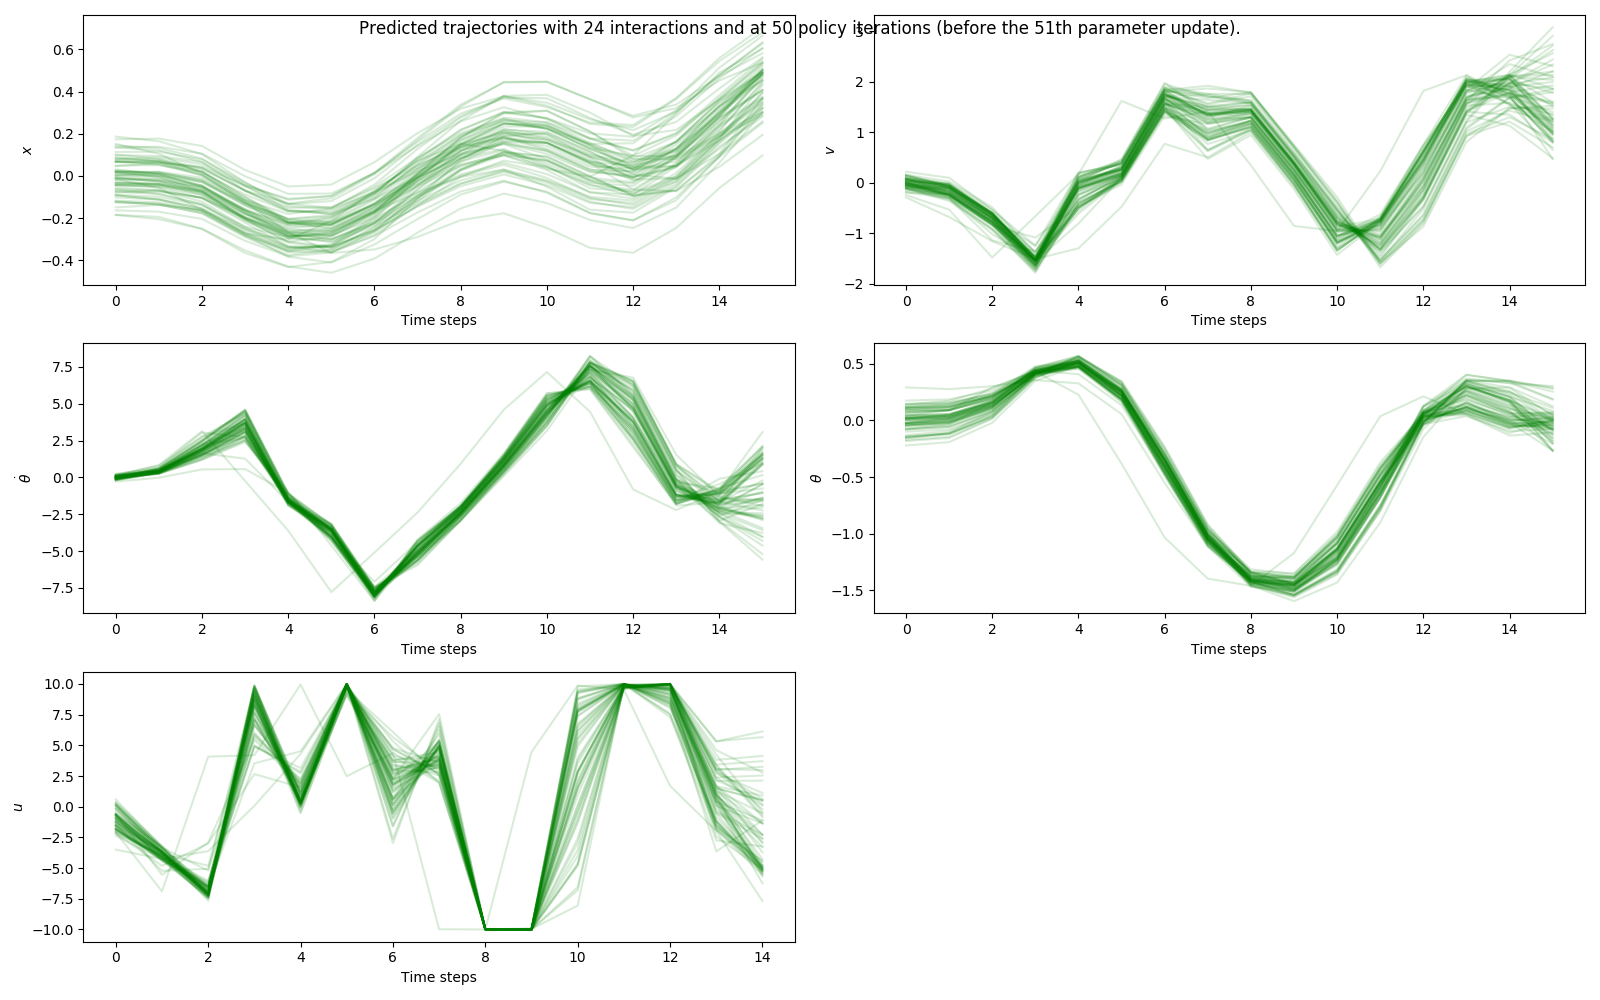 Predicted trajectories with 24 interactions and at 50 policy iterations (before the 51th parameter update).
0.6
0.4
0.2
0.0
−0.2
−0.4
x
0 2 4 6 8 10 12 14
Time steps
3
2
1
0
−1
−2
v
0 2 4 6 8 10 12 14
Time steps
7.5
5.0
2.5
0.0
−2.5
−5.0
−7.5
θ̇
0 2 4 6 8 10 12 14
Time steps
0.5
0.0
−0.5
−1.0
−1.5
θ
0 2 4 6 8 10 12 14
Time steps
10.0
7.5
5.0
2.5
0.0
−2.5
−5.0
−7.5
−10.0
u
0 2 4 6 8 10 12 14
Time steps